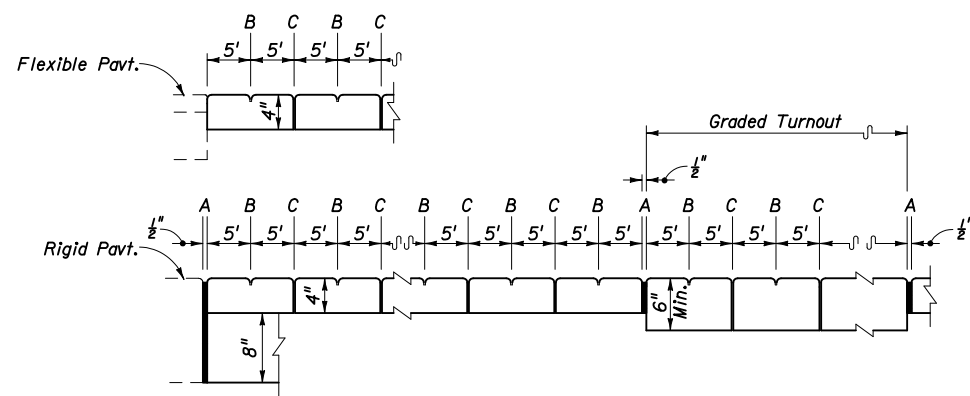 B C B C
5' 5' 5' 5'
Flexible Pavt.
4"
Graded Turnout
1/2"
A B C B C B C B C B A B C B C A
1/2" 5' 5' 5' 5' 5' 5' 5' 5' 5' 5' 5' 5' 5' 1/2'
Rigid Pavt.
4"
6" Min.
8"